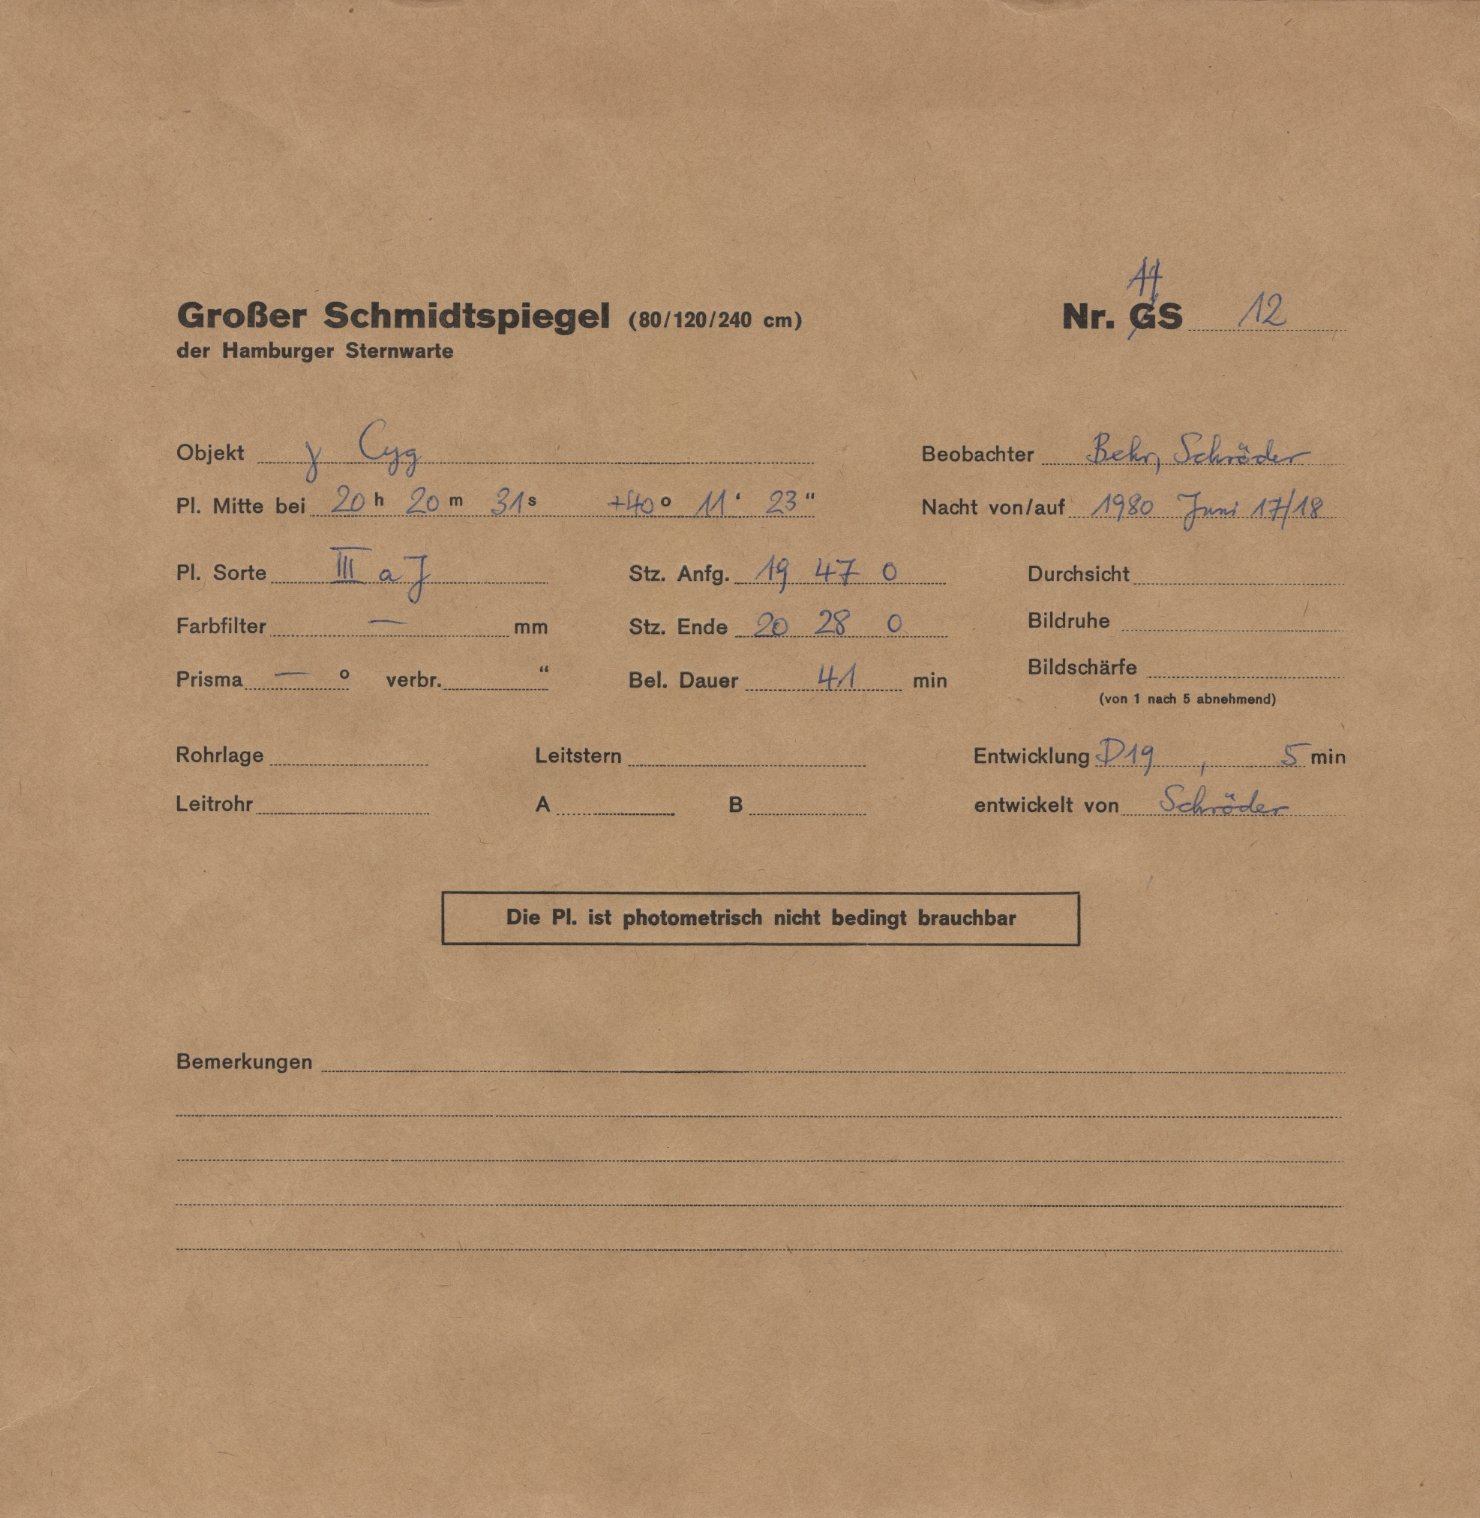 H
Großer Schmidtspiegel (80/120/240 cm) Nr. GS 12
der Hamburger Sternwarte
Objekt γ Cyg Beobachter Behr, Schröder
Pl. Mitte bei 20 h 20 m 31 s +40 ° 11 ' 23 " Nacht von/auf 1980 Juni 17/18
Pl. Sorte III a J Stz. Anfg. 19 47 0 Durchsicht
Farbfilter — mm Stz. Ende 20 28 0 Bildruhe
Prisma — ° verbr. " Bel. Dauer 41 min Bildschärfe
(von 1 nach 5 abnehmend)
Rohrlage Leitstern Entwicklung D19 , 5 min
Leitrohr A B entwickelt von Schröder
Die Pl. ist photometrisch nicht bedingt brauchbar
Bemerkungen